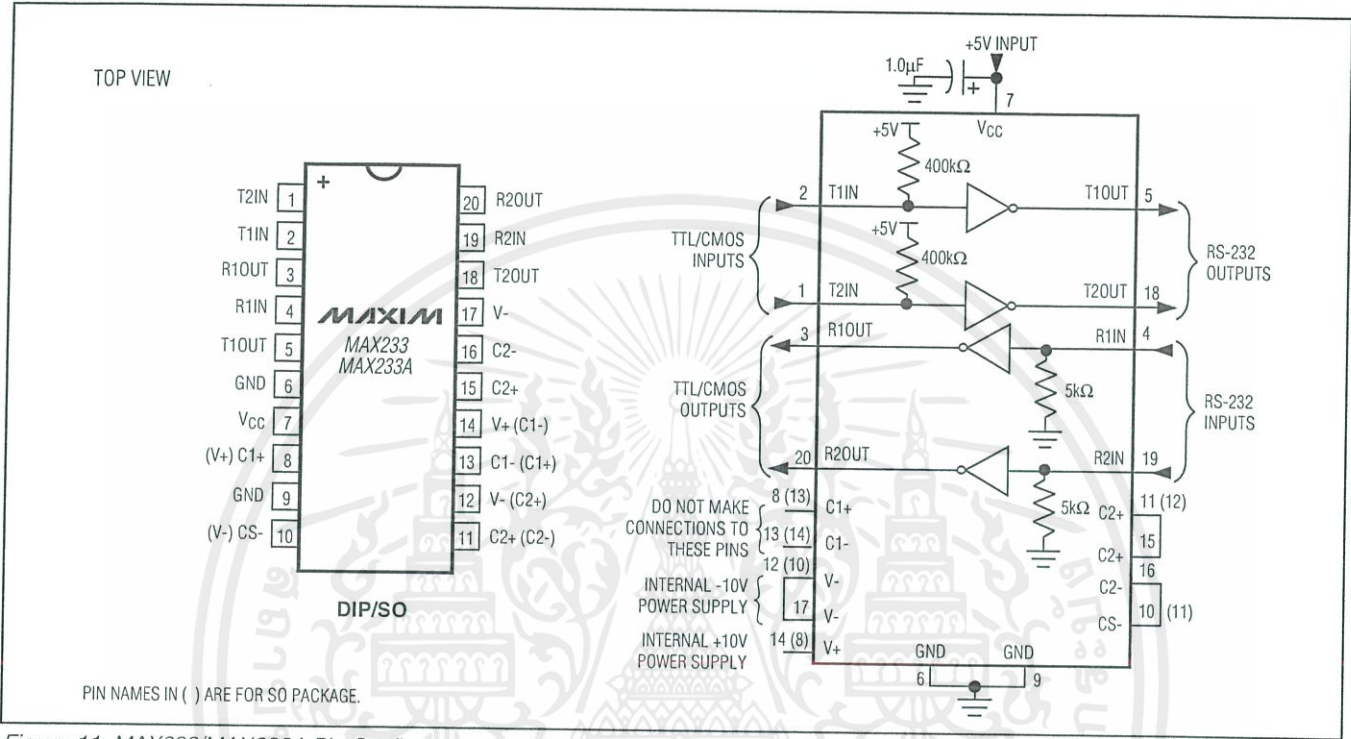 TOP VIEW
+
T2IN 1
T1IN 2
R1OUT 3
R1IN 4
T1OUT 5
GND 6
VCC 7
(V+) C1+ 8
GND 9
(V-) CS- 10
MAXIM
MAX233
MAX233A
20 R2OUT
19 R2IN
18 T2OUT
17 V-
16 C2-
15 C2+
14 V+ (C1-)
13 C1- (C1+)
12 V- (C2+)
11 C2+ (C2-)
DIP/SO
PIN NAMES IN ( ) ARE FOR SO PACKAGE.
+5V INPUT
1.0µF
+
7
VCC
+5V
400kΩ
2 T1IN
T1OUT 5
+5V
400kΩ
TTL/CMOS
INPUTS
RS-232
OUTPUTS
1 T2IN
T2OUT 18
3 R1OUT
R1IN 4
5kΩ
TTL/CMOS
OUTPUTS
RS-232
INPUTS
20 R2OUT
R2IN 19
5kΩ
8 (13) C1+
DO NOT MAKE
CONNECTIONS TO
THESE PINS
13 (14) C1-
12 (10) V-
INTERNAL -10V
POWER SUPPLY
17 V-
INTERNAL +10V
POWER SUPPLY
14 (8) V+
C2+ 11 (12)
C2+ 15
C2- 16
CS- 10 (11)
GND GND
6 9